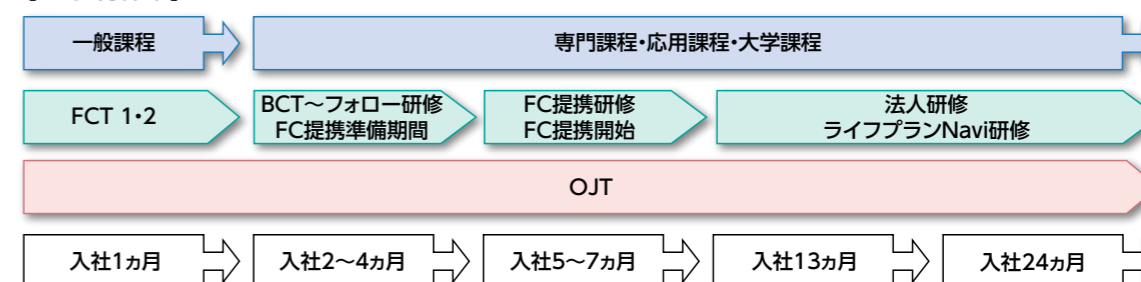 一般課程
専門課程・応用課程・大学課程
FCT 1・2
BCT〜フォロー研修
FC提携準備期間
FC提携研修
FC提携開始
法人研修
ライフプランNavi研修
OJT
入社1ヵ月
入社2〜4ヵ月
入社5〜7ヵ月
入社13ヵ月
入社24ヵ月